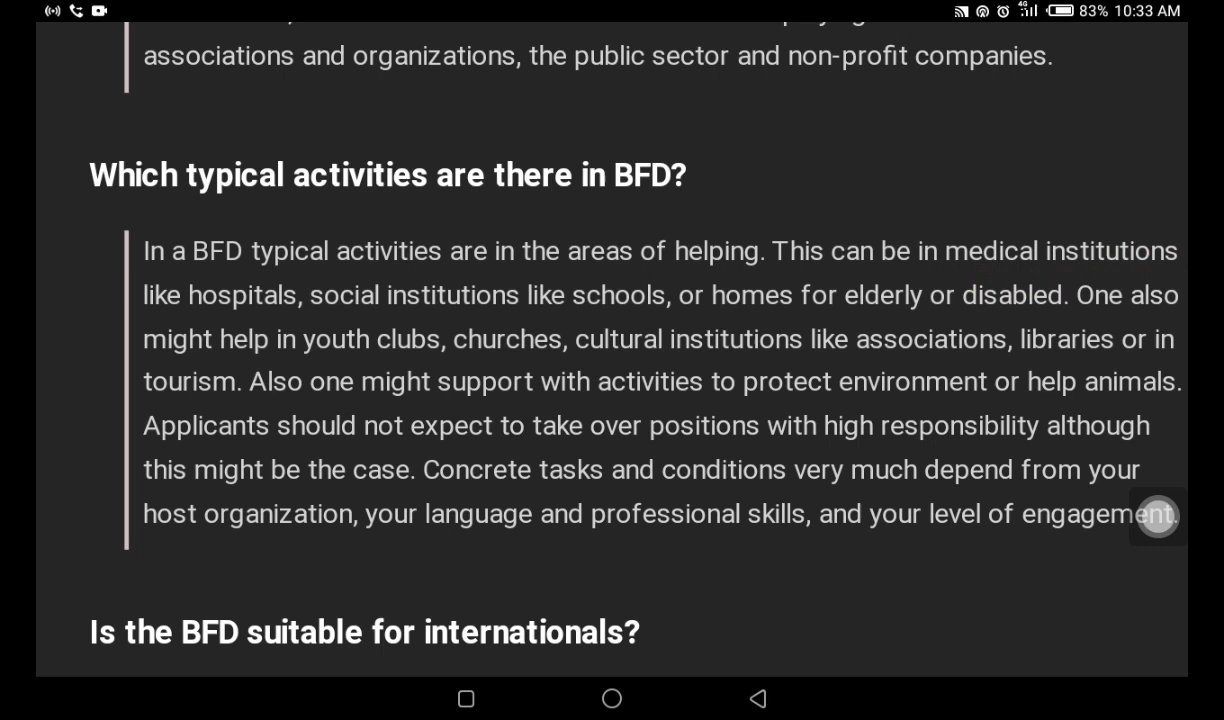 4G
83% 10:33 AM
associations and organizations, the public sector and non-profit companies.
Which typical activities are there in BFD?
In a BFD typical activities are in the areas of helping. This can be in medical institutions
like hospitals, social institutions like schools, or homes for elderly or disabled. One also
might help in youth clubs, churches, cultural institutions like associations, libraries or in
tourism. Also one might support with activities to protect environment or help animals.
Applicants should not expect to take over positions with high responsibility although
this might be the case. Concrete tasks and conditions very much depend from your
host organization, your language and professional skills, and your level of engagement.
Is the BFD suitable for internationals?